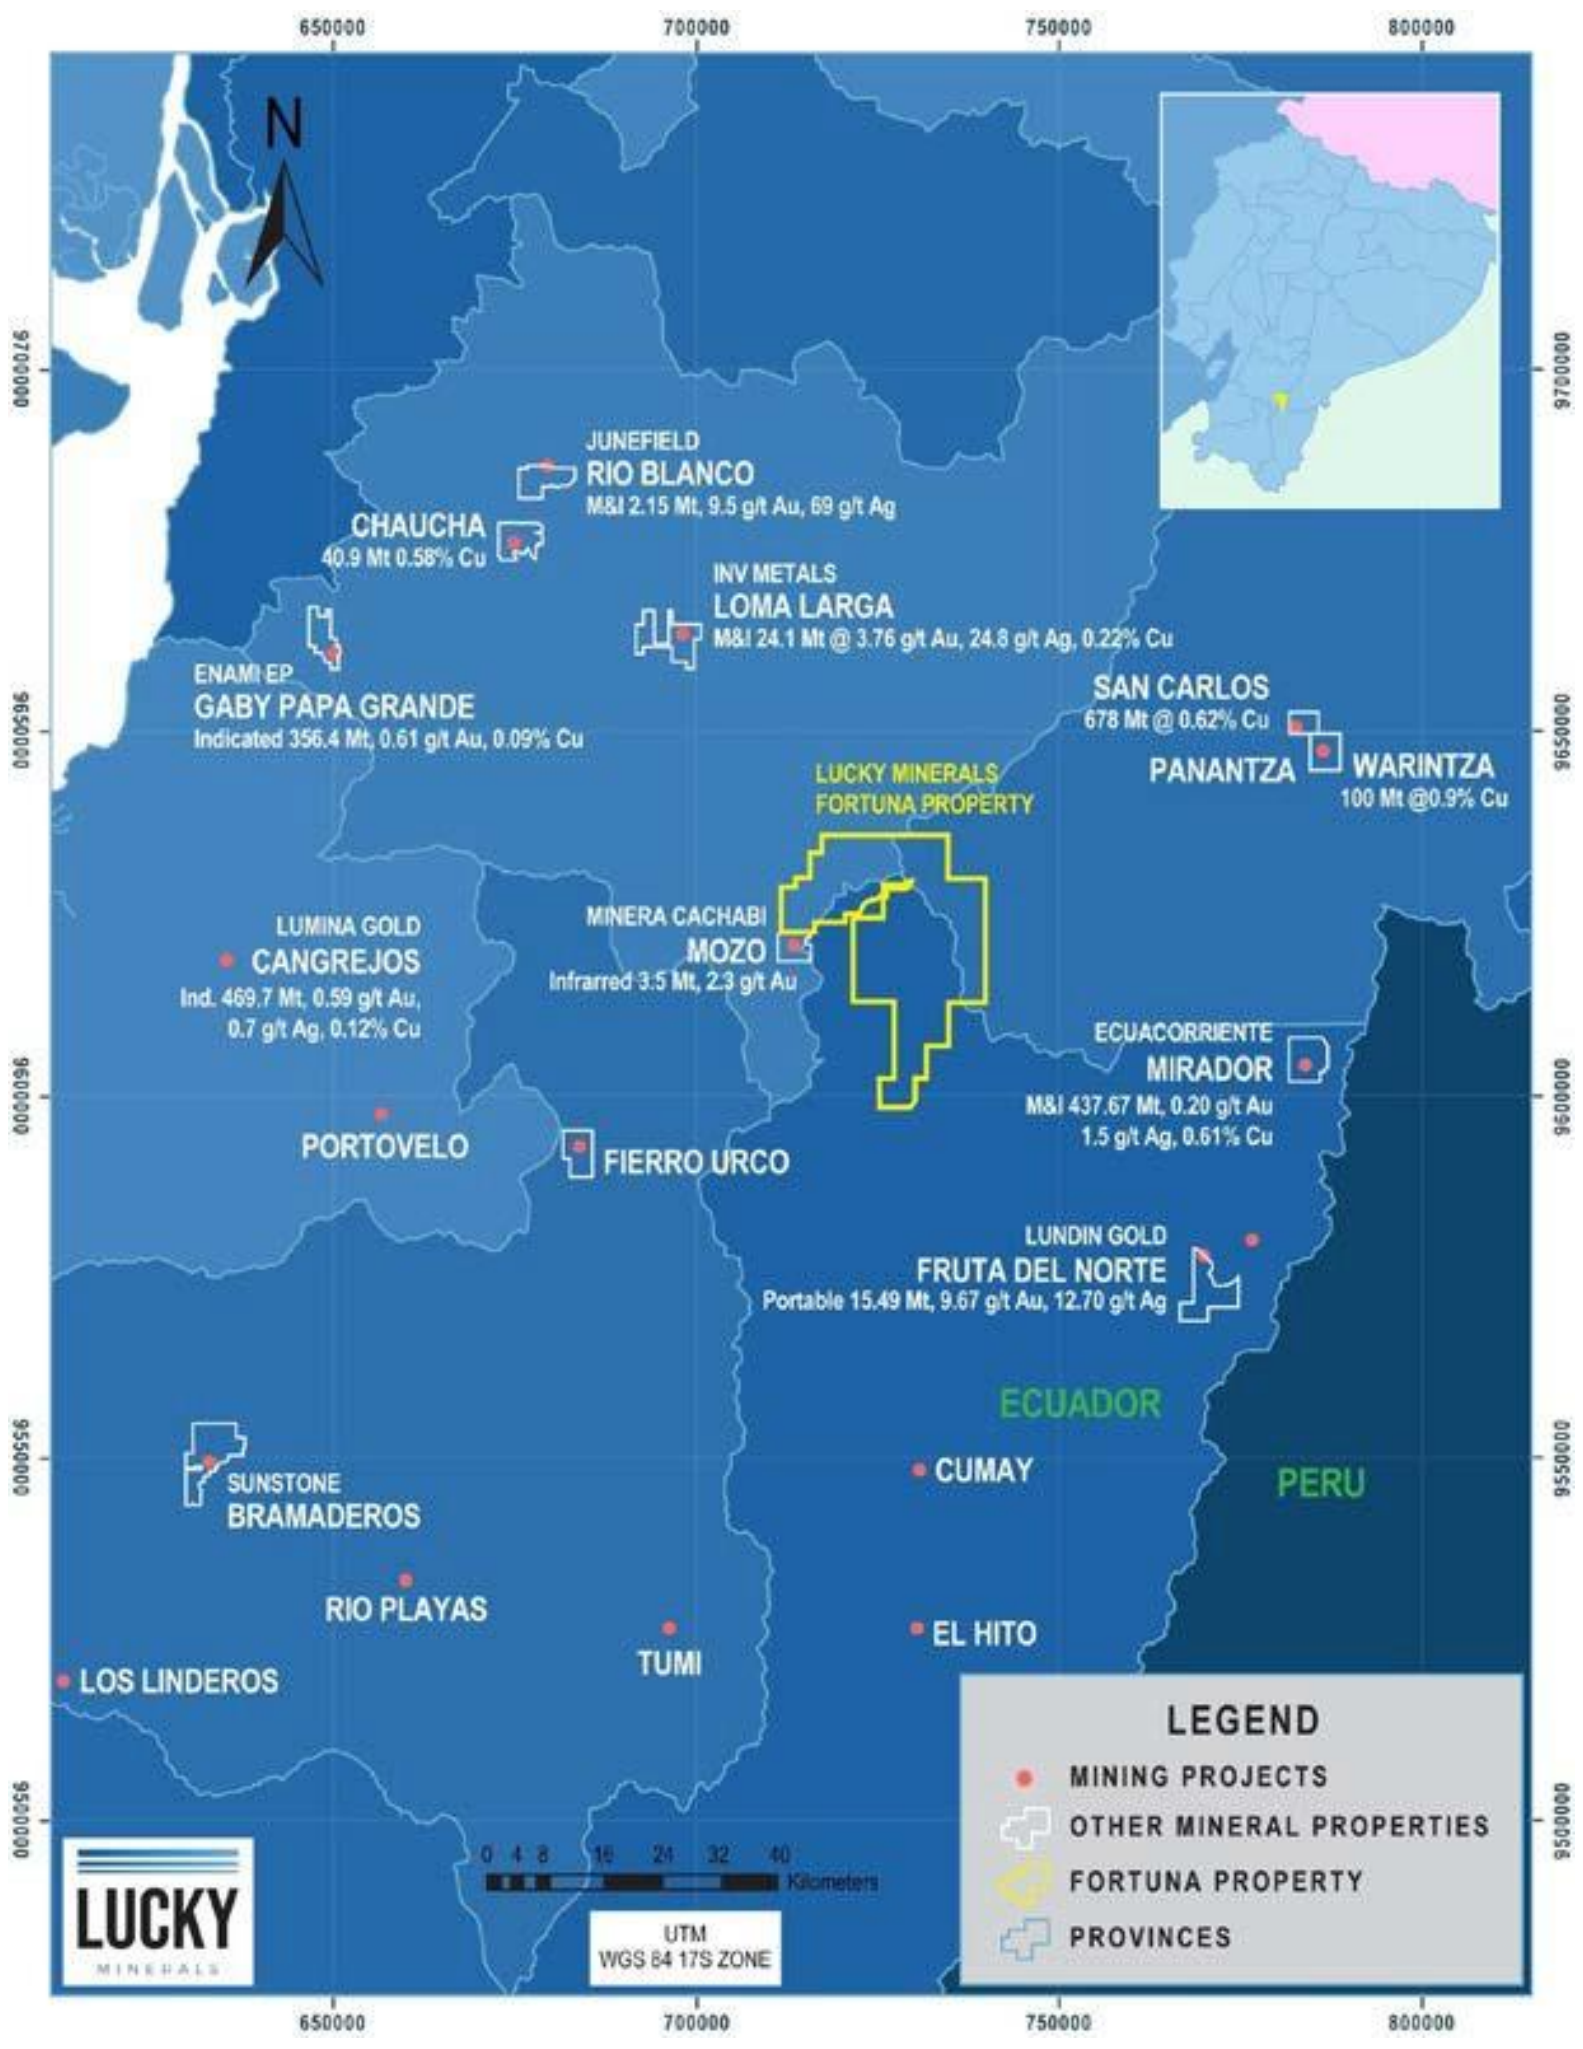 650000 700000 750000 800000
N
9700000 9700000
JUNEFIELD
RIO BLANCO
M&I 2.15 Mt, 9.5 g/t Au, 69 g/t Ag
CHAUCHA
40.9 Mt 0.58% Cu
INV METALS
LOMA LARGA
M&I 24.1 Mt @ 3.76 g/t Au, 24.8 g/t Ag, 0.22% Cu
ENAMI EP
GABY PAPA GRANDE
Indicated 356.4 Mt, 0.61 g/t Au, 0.09% Cu
SAN CARLOS
678 Mt @ 0.62% Cu
9650000 9650000
PANANTZA
WARINTZA
100 Mt @0.9% Cu
LUCKY MINERALS
FORTUNA PROPERTY
MINERA CACHABI
MOZO
Infrarred 3.5 Mt, 2.3 g/t Au
LUMINA GOLD
CANGREJOS
Ind. 469.7 Mt, 0.59 g/t Au,
0.7 g/t Ag, 0.12% Cu
ECUACORRIENTE
MIRADOR
M&I 437.67 Mt, 0.20 g/t Au
1.5 g/t Ag, 0.61% Cu
9600000 9600000
PORTOVELO
FIERRO URCO
LUNDIN GOLD
FRUTA DEL NORTE
Portable 15.49 Mt, 9.67 g/t Au, 12.70 g/t Ag
ECUADOR
PERU
9550000 9550000
CUMAY
SUNSTONE
BRAMADEROS
RIO PLAYAS
TUMI
EL HITO
LOS LINDEROS
9500000 9500000
LEGEND
MINING PROJECTS
OTHER MINERAL PROPERTIES
FORTUNA PROPERTY
PROVINCES
0 4 8 16 24 32 40
Kilometers
UTM
WGS 84 17S ZONE
LUCKY
MINERALS
650000 700000 750000 800000